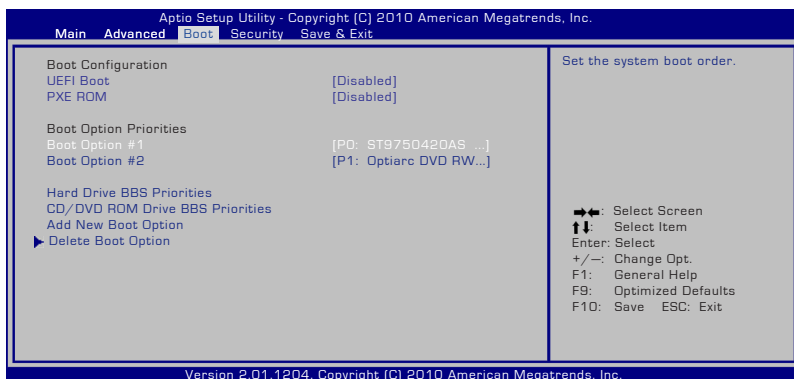 Aptio Setup Utility - Copyright (C) 2010 American Megatrends, Inc.
Main Advanced Boot Security Save & Exit
Boot Configuration
UEFI Boot [Disabled]
PXE ROM [Disabled]
Boot Option Priorities
Boot Option #1 [P0: ST9750420AS ...]
Boot Option #2 [P1: Optiarc DVD RW...]
Hard Drive BBS Priorities
CD/DVD ROM Drive BBS Priorities
Add New Boot Option
Delete Boot Option
Set the system boot order.
→←: Select Screen
↑↓: Select Item
Enter: Select
+/—: Change Opt.
F1: General Help
F9: Optimized Defaults
F10: Save ESC: Exit
Version 2.01.1204. Copyright (C) 2010 American Megatrends, Inc.